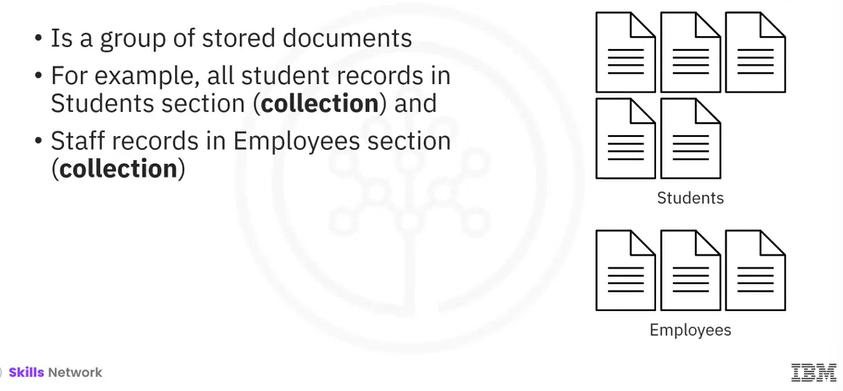 • Is a group of stored documents
• For example, all student records in
Students section (collection) and
• Staff records in Employees section
(collection)
Students
Employees
Skills Network
IBM